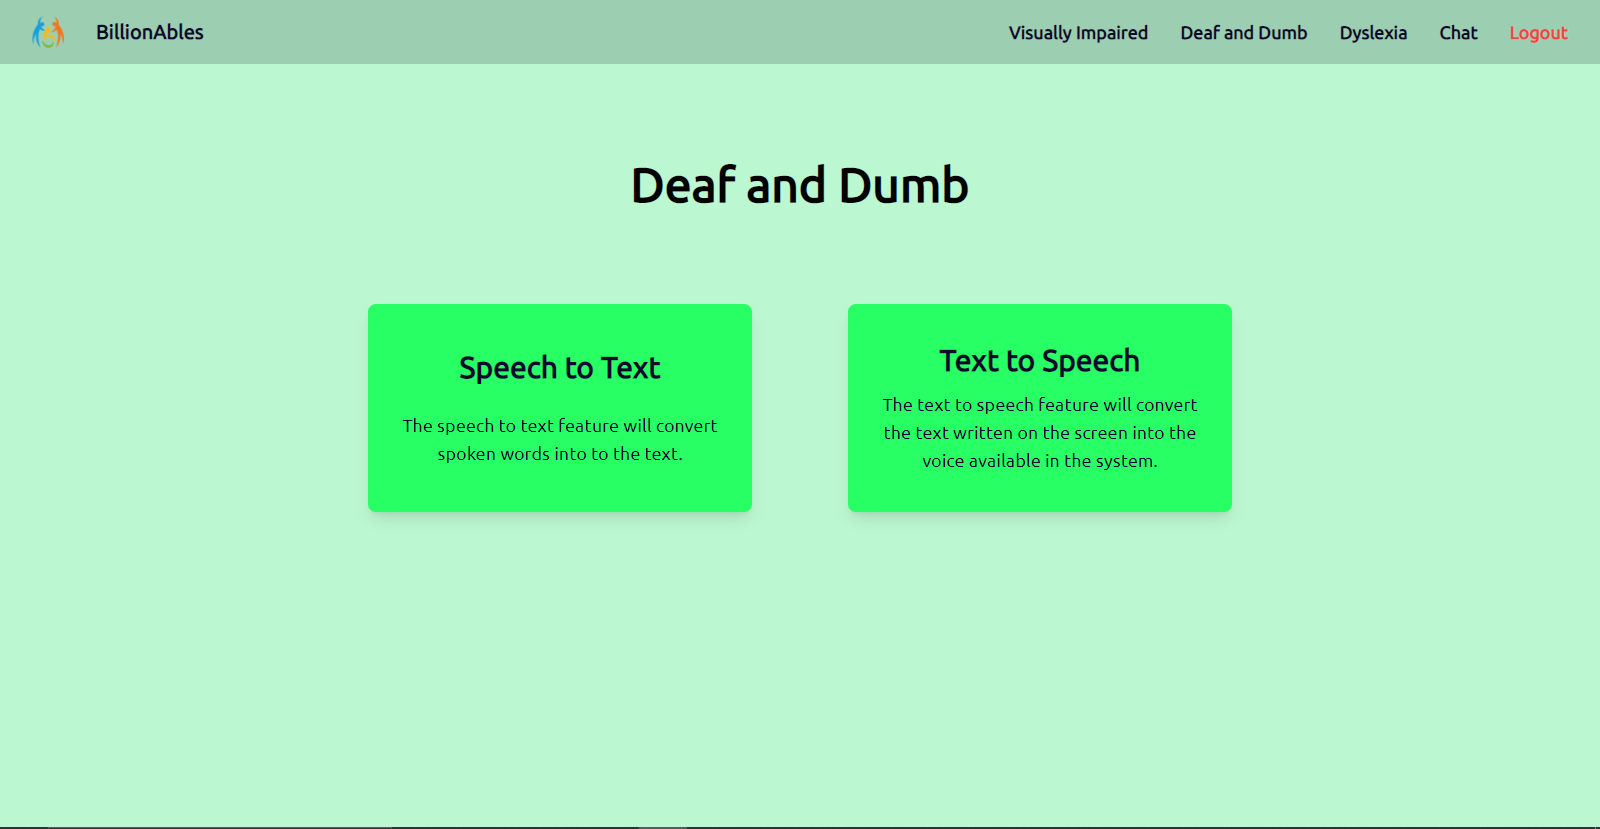 BillionAbles
Visually Impaired
Deaf and Dumb
Dyslexia
Chat
Logout
Deaf and Dumb
Speech to Text
The speech to text feature will convert
spoken words into to the text.
Text to Speech
The text to speech feature will convert
the text written on the screen into the
voice available in the system.